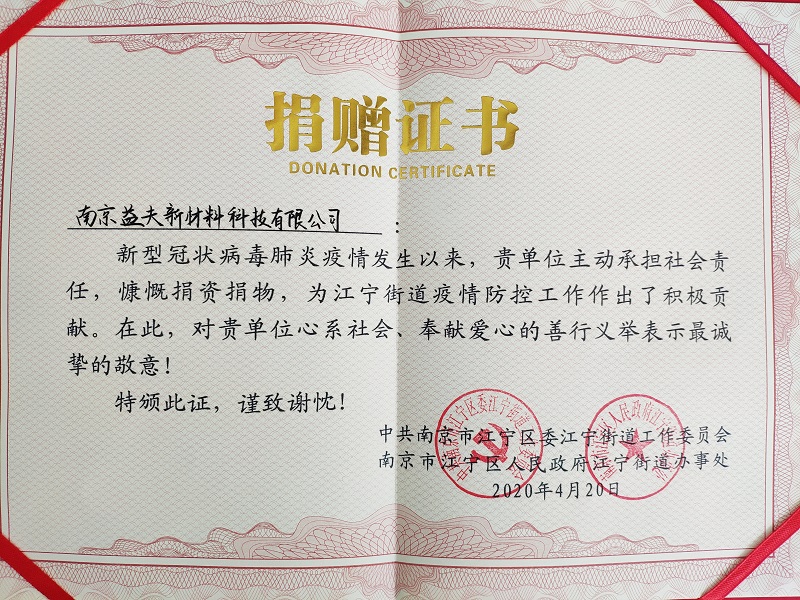 捐赠证书
DONATION CERTIFICATE
南京益夫新材料科技有限公司：
新型冠状病毒肺炎疫情发生以来，贵单位主动承担社会责
任，慷慨捐资捐物，为江宁街道疫情防控工作作出了积极贡
献。在此，对贵单位心系社会、奉献爱心的善行义举表示最诚
挚的敬意！
特颁此证，谨致谢忱！
中共南京市江宁区委江宁街道工作委员会
南京市江宁区人民政府江宁街道办事处
2020年4月20日